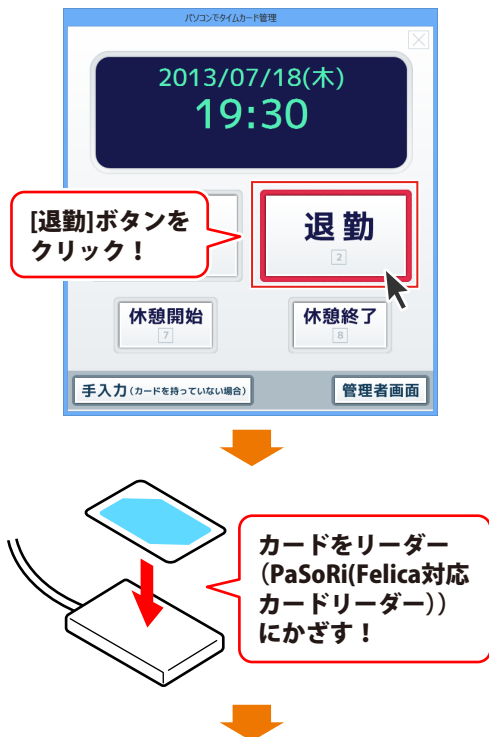 パソコンでタイムカード管理
2013/07/18(木)
19:30
[退勤]ボタンを
クリック！
退勤
2
休憩開始
7
休憩終了
8
手入力(カードを持っていない場合)
管理者画面
カードをリーダー
(PaSoRi(Felica対応
カードリーダー))
にかざす！